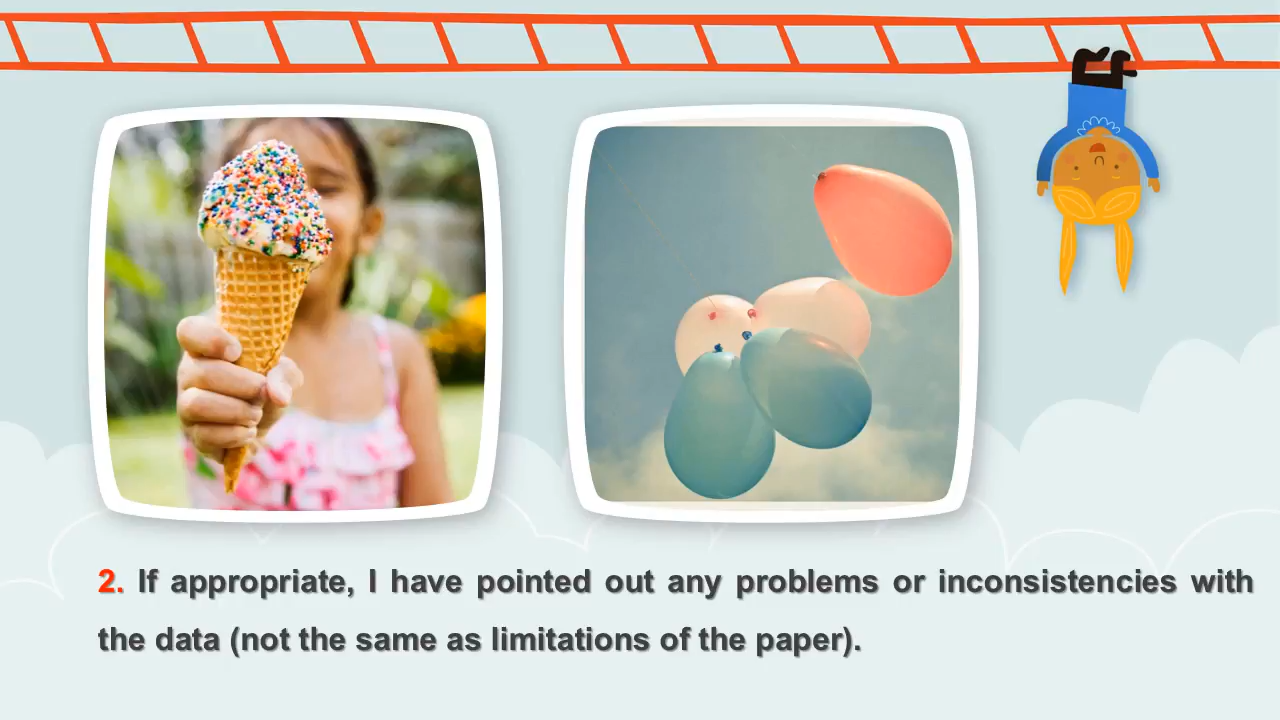 2. If appropriate, I have pointed out any problems or inconsistencies with
the data (not the same as limitations of the paper).